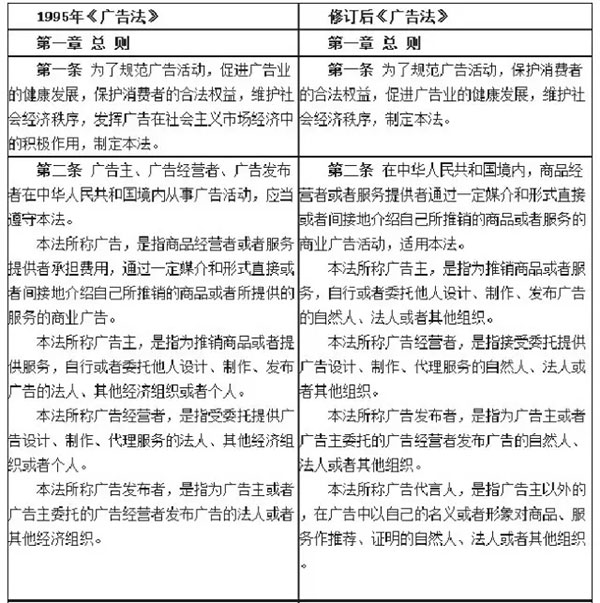 1995年《广告法》
修订后《广告法》
第一章 总 则
第一章 总 则
第一条 为了规范广告活动，促进广告业
的健康发展，保护消费者的合法权益，维护社
会经济秩序，发挥广告在社会主义市场经济中
的积极作用，制定本法。
第一条 为了规范广告活动，保护消费者
的合法权益，促进广告业的健康发展，维护社
会经济秩序，制定本法。
第二条 广告主、广告经营者、广告发布
者在中华人民共和国境内从事广告活动，应当
遵守本法。
本法所称广告，是指商品经营者或者服务
提供者承担费用，通过一定媒介和形式直接或
者间接地介绍自己所推销的商品或者所提供的
服务的商业广告。
本法所称广告主，是指为推销商品或者提
供服务，自行或者委托他人设计、制作、发布
广告的法人、其他经济组织或者个人。
本法所称广告经营者，是指受委托提供广
告设计、制作、代理服务的法人、其他经济组
织或者个人。
本法所称广告发布者，是指为广告主或者
广告主委托的广告经营者发布广告的法人或者
其他经济组织。
第二条 在中华人民共和国境内，商品经
营者或者服务提供者通过一定媒介和形式直接
或者间接地介绍自己所推销的商品或者服务的
商业广告活动，适用本法。
本法所称广告主，是指为推销商品或者服
务，自行或者委托他人设计、制作、发布广告
的自然人、法人或者其他组织。
本法所称广告经营者，是指接受委托提供
广告设计、制作、代理服务的自然人、法人或
者其他组织。
本法所称广告发布者，是指为广告主或者
广告主委托的广告经营者发布广告的自然人、
法人或者其他组织。
本法所称广告代言人，是指广告主以外的
，在广告中以自己的名义或者形象对商品、服
务作推荐、证明的自然人、法人或者其他组织
。